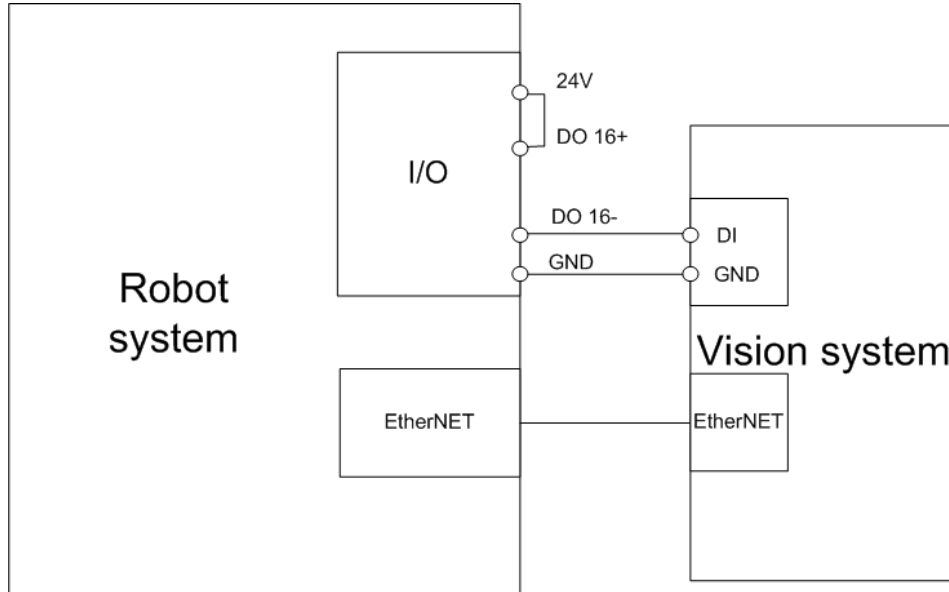 24V
DO 16+
I/O
DO 16-
DI
GND
GND
Robot
system
Vision system
EtherNET
EtherNET